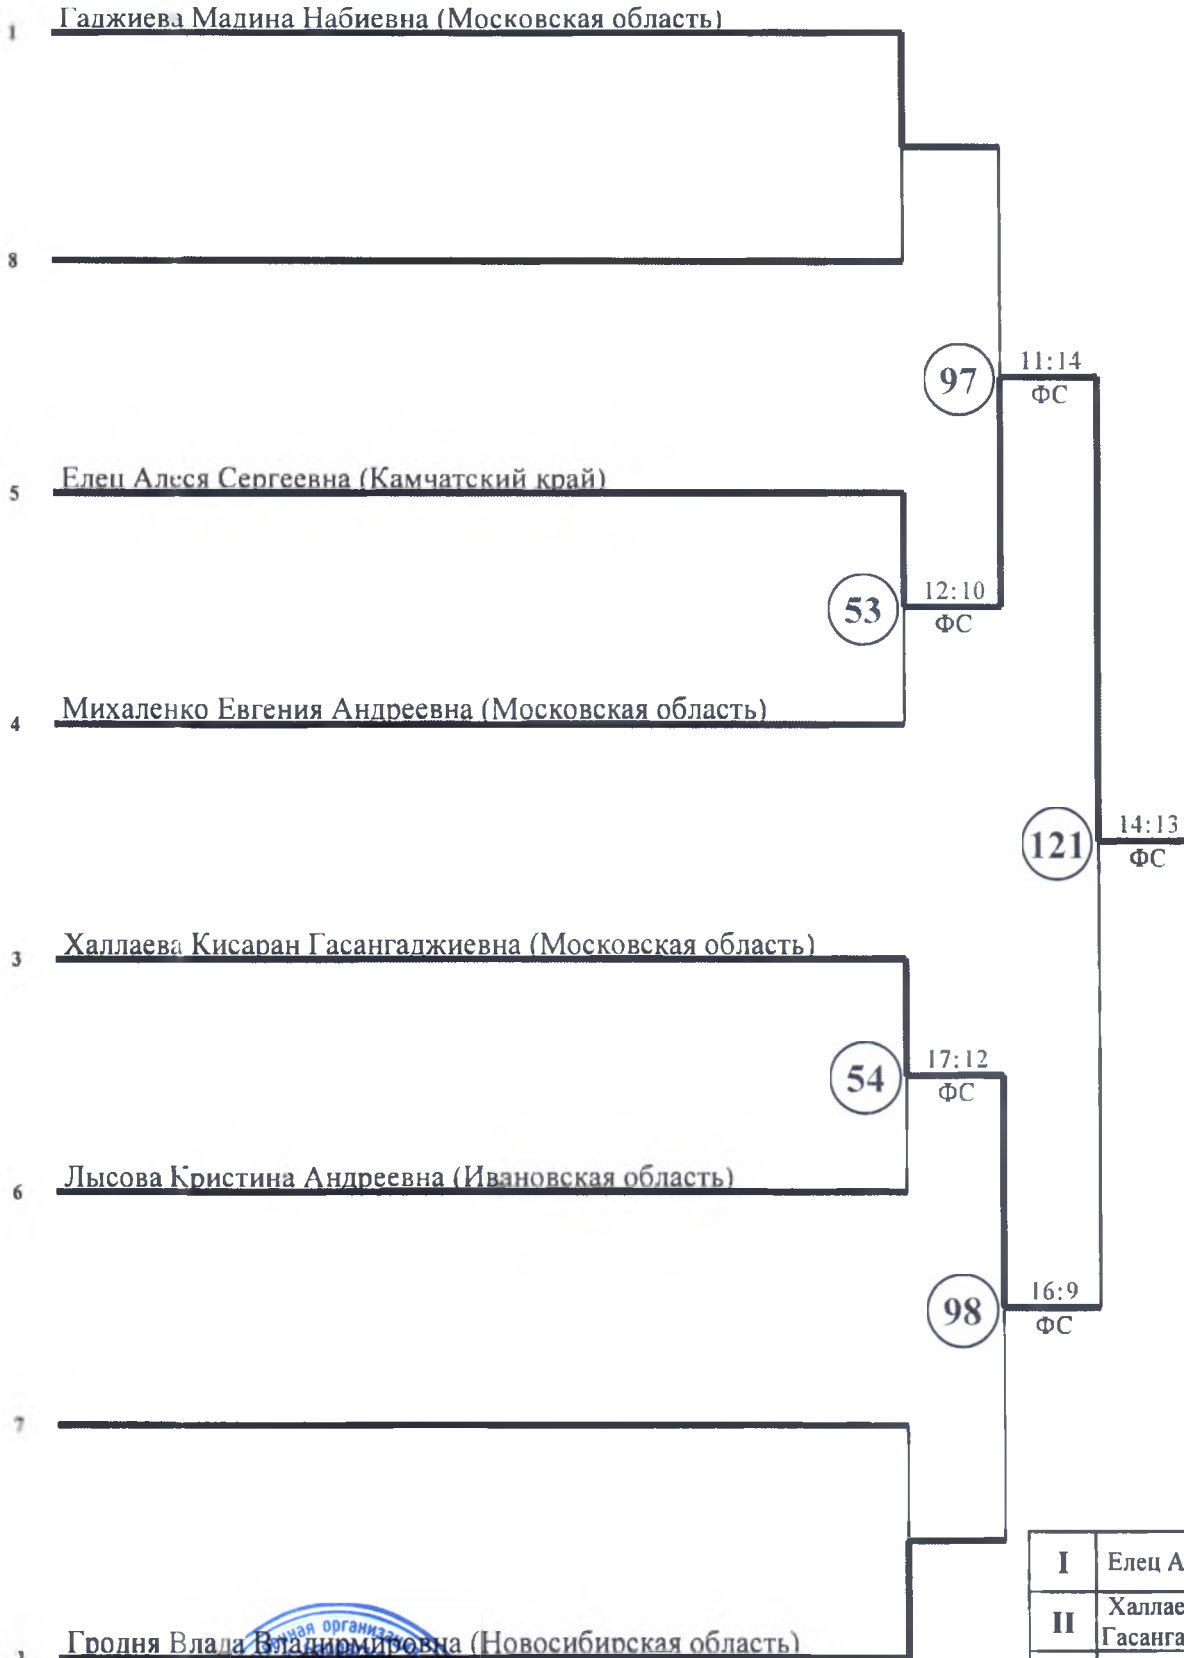 1 Гаджиева Мадина Набиевна (Московская область)
8
97 11:14
ФС
5 Елец Алеся Сергеевна (Камчатский край)
53 12:10
ФС
4 Михаленко Евгения Андреевна (Московская область)
121 14:13
ФС
3 Халлаева Кисаран Гасангаджиевна (Московская область)
54 17:12
ФС
6 Лысова Кристина Андреевна (Ивановская область)
98 16:9
ФС
7
I Елец А
II Халлае
Гасанга
Гродня Влада Владимировна (Новосибирская область)